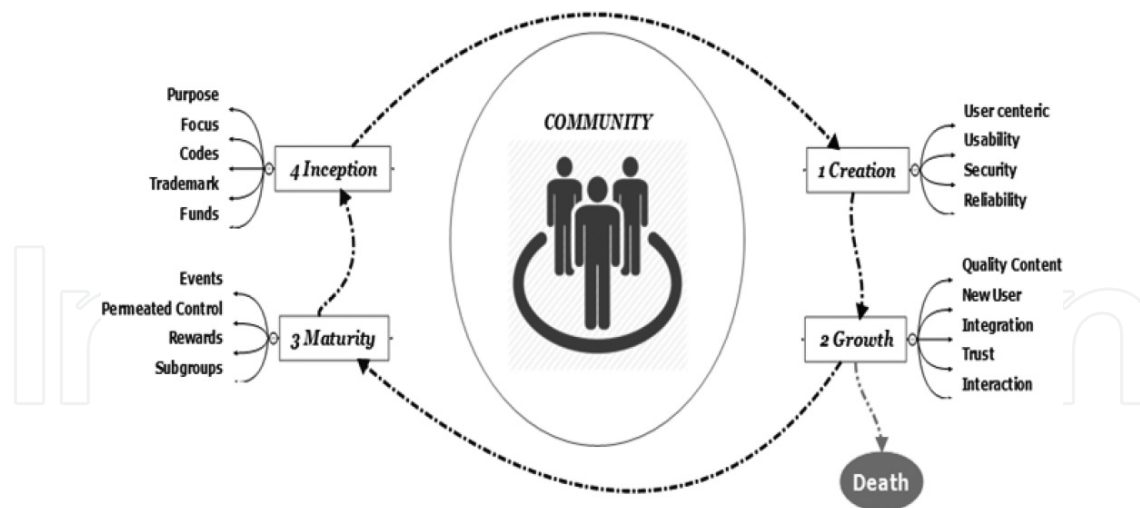 COMMUNITY
4 Inception
Purpose
Focus
Codes
Trademark
Funds
1 Creation
User centeric
Usability
Security
Reliability
3 Maturity
Events
Permeated Control
Rewards
Subgroups
2 Growth
Quality Content
New User
Integration
Trust
Interaction
Death